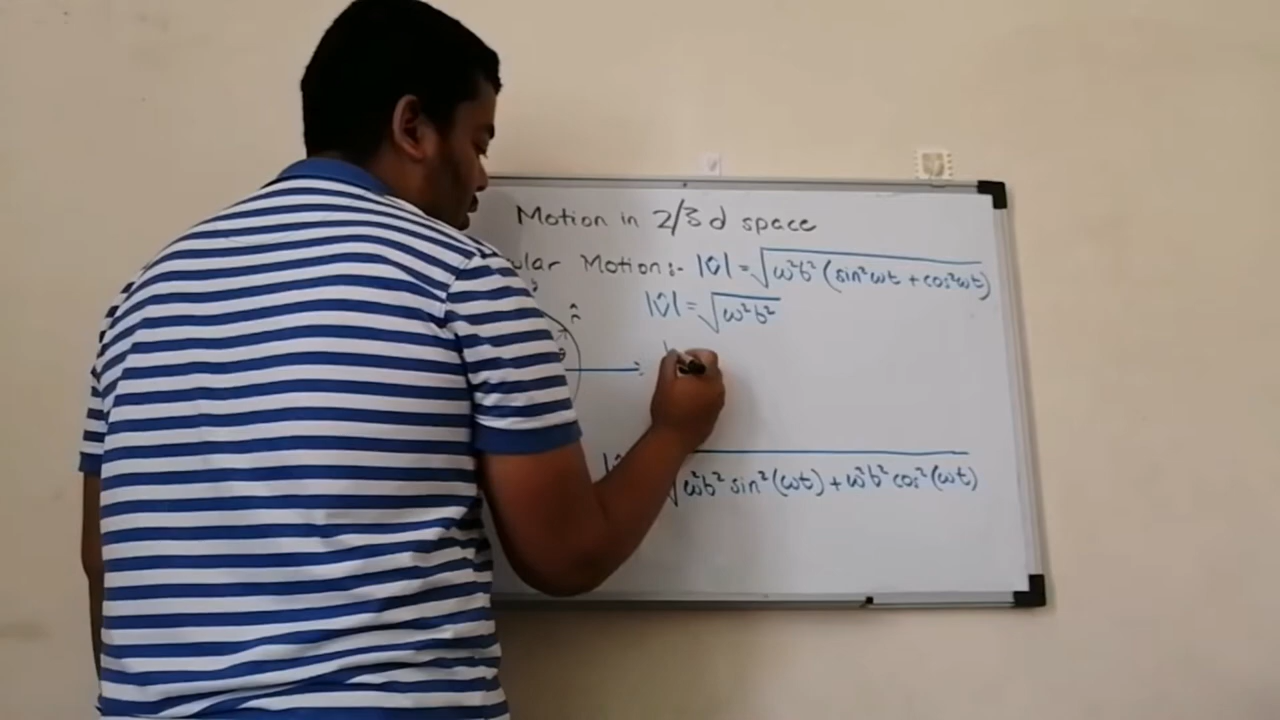 Motion in 2/3 d space
ular Motion:- |v̂| = √ω²b² (sin²ωt + cos²ωt)
|v̂| = √ω²b²
r̂
θ
√ω²b² sin²(ωt) + ω²b² cos²(ωt)